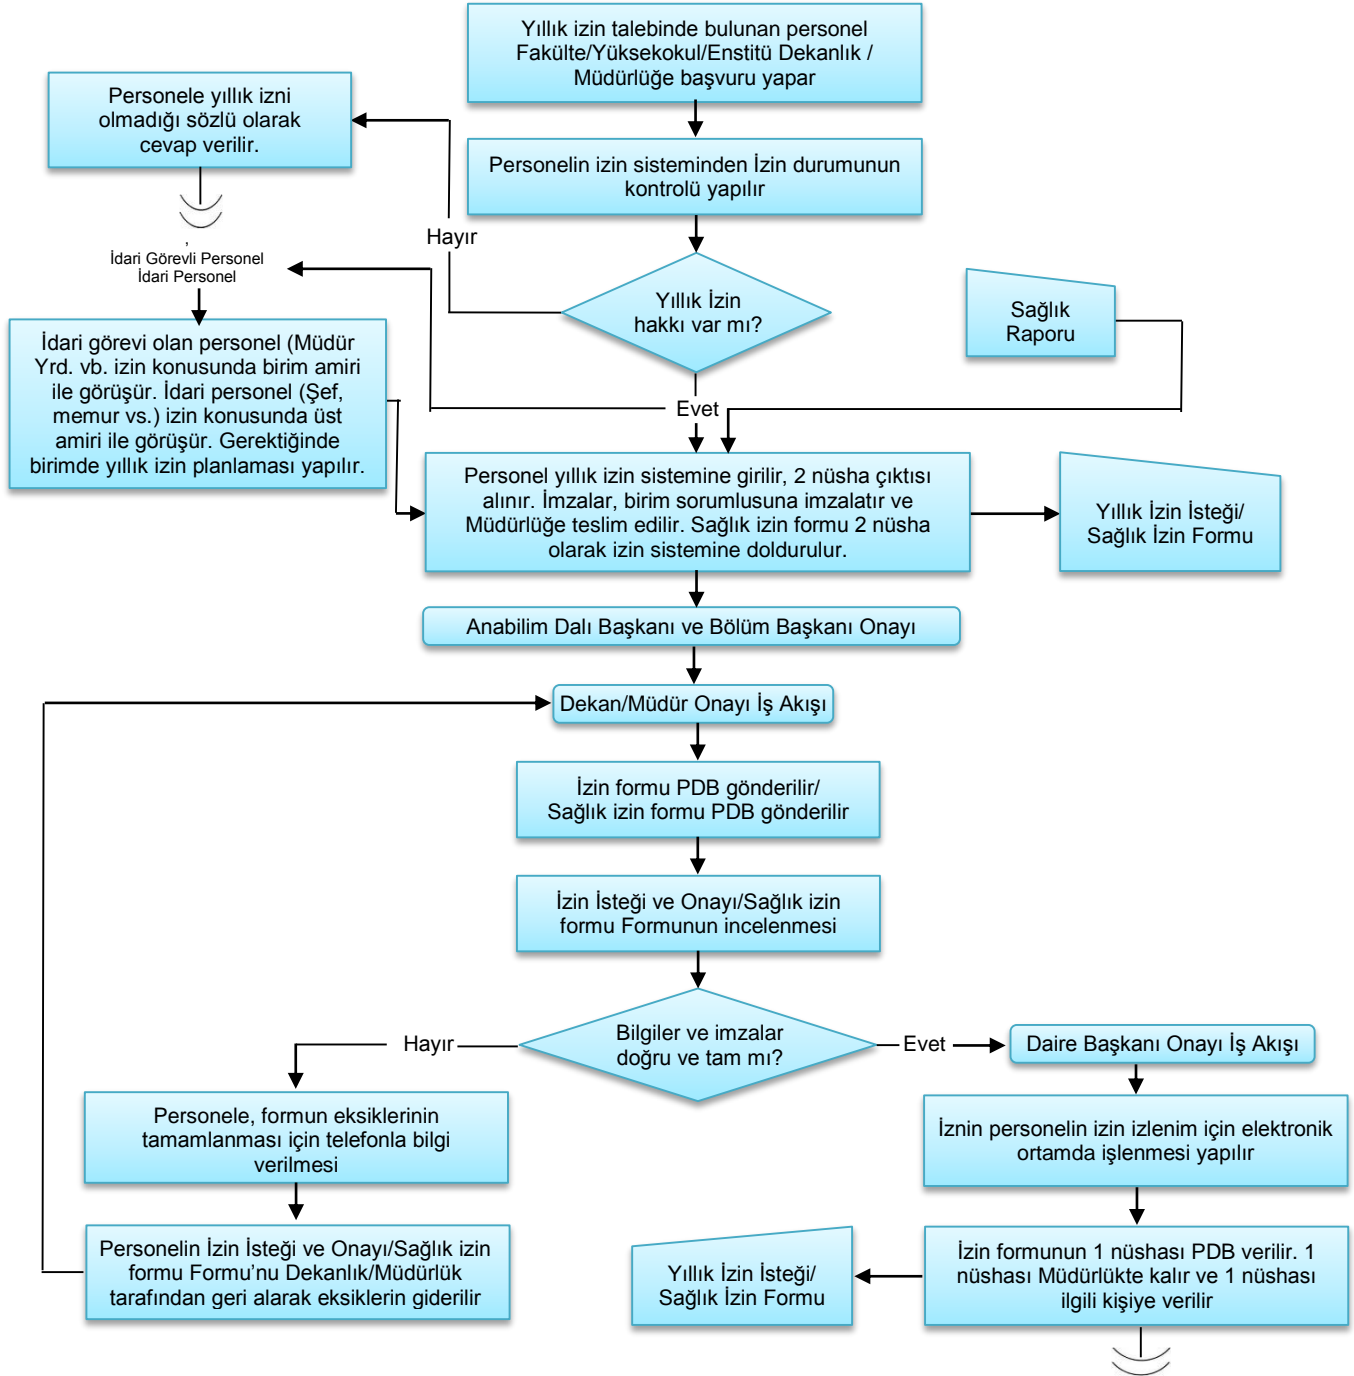 Yıllık izin talebinde bulunan personel
Fakülte/Yüksekokul/Enstitü Dekanlık /
Müdürlüğe başvuru yapar
Personele yıllık izni
olmadığı sözlü olarak
cevap verilir.
Personelin izin sisteminden İzin durumunun
kontrolü yapılır
Hayır
,
İdari Görevli Personel
İdari Personel
Yıllık İzin
hakkı var mı?
Sağlık
Raporu
İdari görevi olan personel (Müdür
Yrd. vb. izin konusunda birim amiri
ile görüşür. İdari personel (Şef,
memur vs.) izin konusunda üst
amiri ile görüşür. Gerektiğinde
birimde yıllık izin planlaması yapılır.
Evet
Personel yıllık izin sistemine girilir, 2 nüsha çıktısı
alınır. İmzalar, birim sorumlusuna imzalatır ve
Müdürlüğe teslim edilir. Sağlık izin formu 2 nüsha
olarak izin sistemine doldurulur.
Yıllık İzin İsteği/
Sağlık İzin Formu
Anabilim Dalı Başkanı ve Bölüm Başkanı Onayı
Dekan/Müdür Onayı İş Akışı
İzin formu PDB gönderilir/
Sağlık izin formu PDB gönderilir
İzin İsteği ve Onayı/Sağlık izin
formu Formunun incelenmesi
Bilgiler ve imzalar
doğru ve tam mı?
Hayır
Evet
Daire Başkanı Onayı İş Akışı
Personele, formun eksiklerinin
tamamlanması için telefonla bilgi
verilmesi
İznin personelin izin izlenim için elektronik
ortamda işlenmesi yapılır
Personelin İzin İsteği ve Onayı/Sağlık izin
formu Formu’nu Dekanlık/Müdürlük
tarafından geri alarak eksiklerin giderilir
Yıllık İzin İsteği/
Sağlık İzin Formu
İzin formunun 1 nüshası PDB verilir. 1
nüshası Müdürlükte kalır ve 1 nüshası
ilgili kişiye verilir